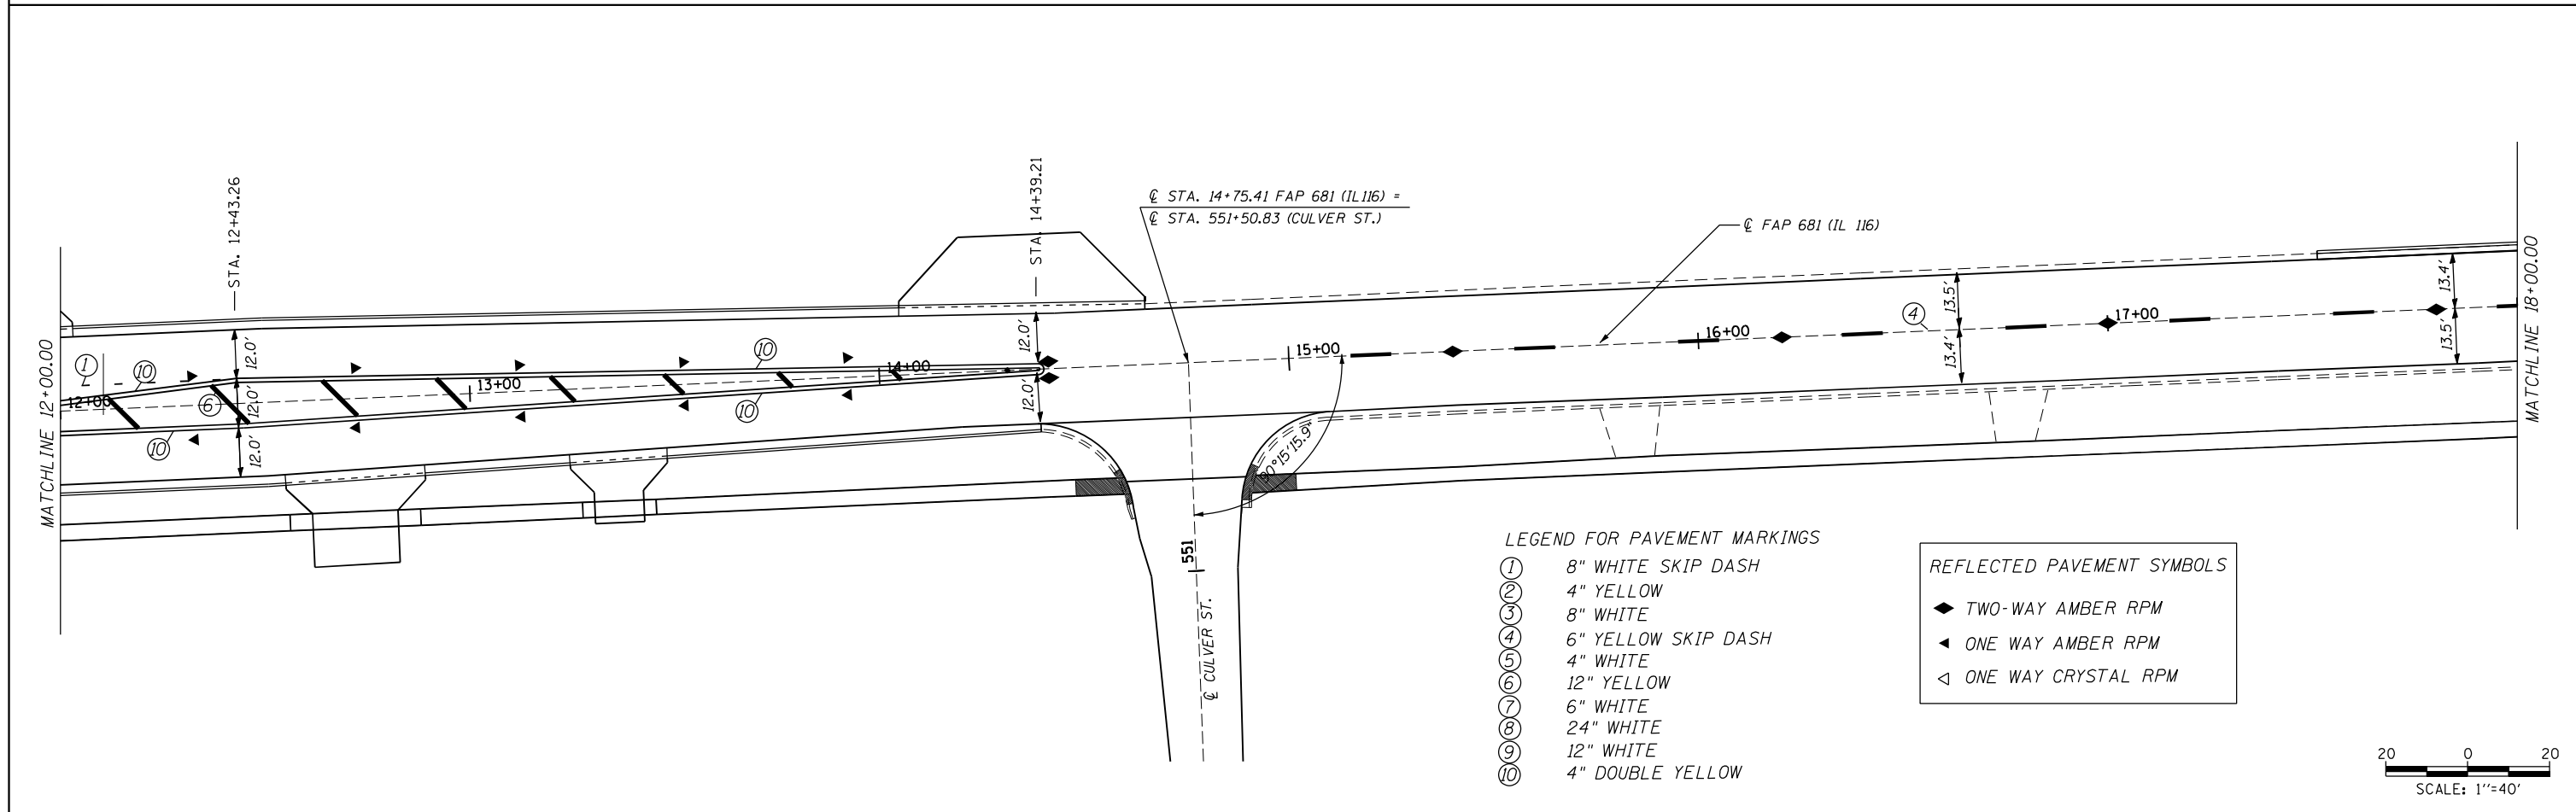 MATCHLINE 12+00.00
STA. 12+43.26
STA. 14+39.21
℄ STA. 14+75.41 FAP 681 (IL116) =
℄ STA. 551+50.83 (CULVER ST.)
℄ FAP 681 (IL 116)
MATCHLINE 18+00.00
1
10
12+00
6
10
12.0'
12.0'
12.0'
13+00
10
10
14+00
12.0'
12.0'
15+00
90°15'15.9"
16+00
4
13.5'
13.4'
17+00
13.4'
13.5'
551
℄ CULVER ST.
LEGEND FOR PAVEMENT MARKINGS
1 8" WHITE SKIP DASH
2 4" YELLOW
3 8" WHITE
4 6" YELLOW SKIP DASH
5 4" WHITE
6 12" YELLOW
7 6" WHITE
8 24" WHITE
9 12" WHITE
10 4" DOUBLE YELLOW
REFLECTED PAVEMENT SYMBOLS
TWO-WAY AMBER RPM
ONE WAY AMBER RPM
ONE WAY CRYSTAL RPM
20 0 20
SCALE: 1''=40'